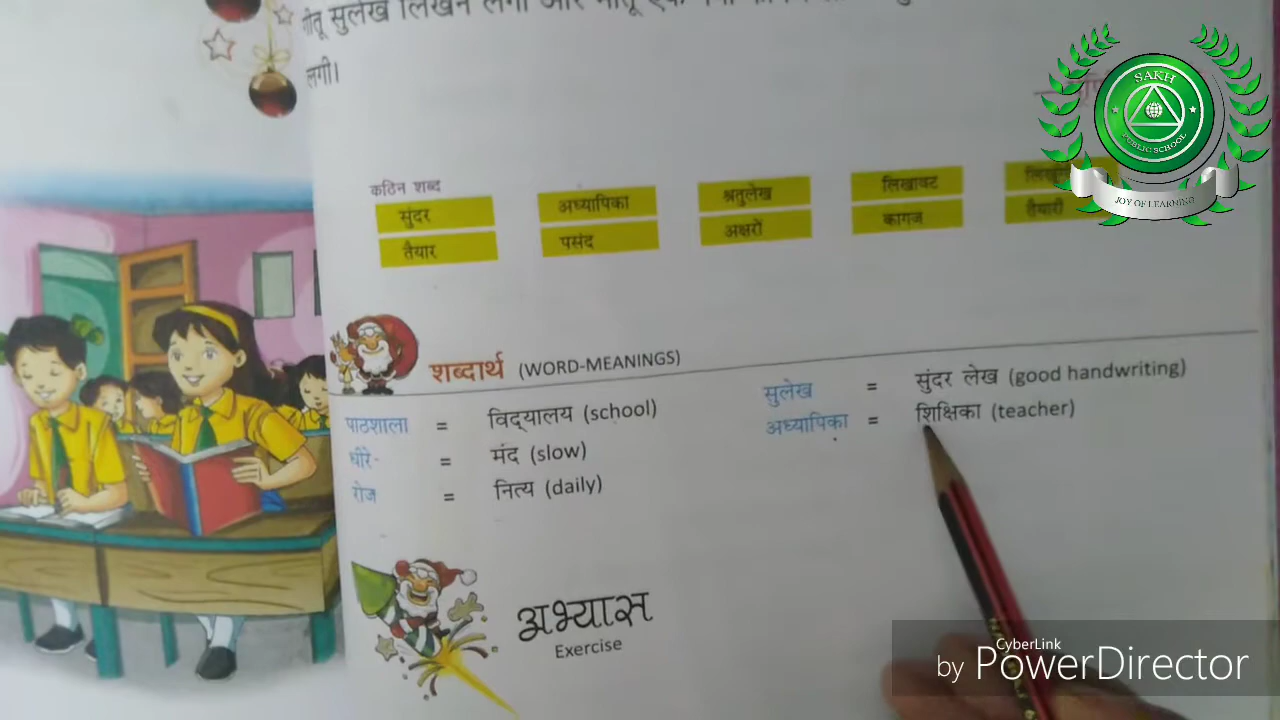 सुलेख
लगी।
कठिन शब्द
सुंदर अध्यापिका श्रतुलेख लिखावट
तैयार पसंद अक्षरों कागज तैयारी
शब्दार्थ (WORD-MEANINGS)
पाठशाला = विद्यालय (school)
धीरे = मंद (slow)
रोज = नित्य (daily)
सुलेख = सुंदर लेख (good handwriting)
अध्यापिका = शिक्षिका (teacher)
अभ्यास
Exercise
SAKH
PUBLIC SCHOOL
JOY OF LEARNING
CyberLink
by PowerDirector